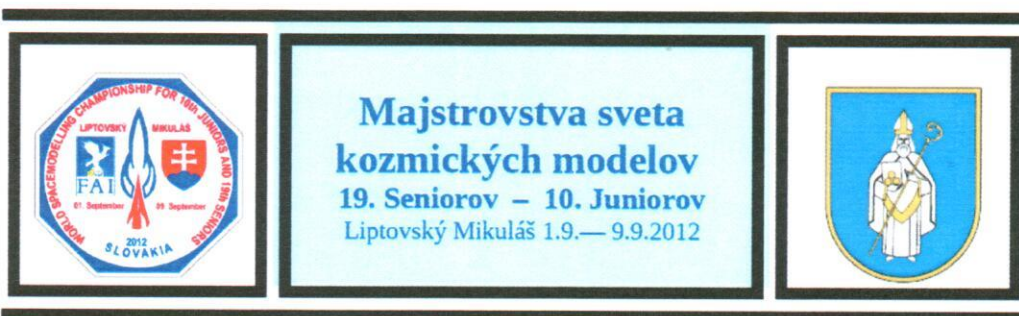 WORLD SPACEMODELLING CHAMPIONSHIP FOR 10th JUNIORS AND 19th SENIORS
LIPTOVSKÝ MIKULÁŠ
FAI
01. September 09. September
2012
SLOVAKIA
Majstrovstva sveta
kozmických modelov
19. Seniorov – 10. Juniorov
Liptovský Mikuláš 1.9.— 9.9.2012